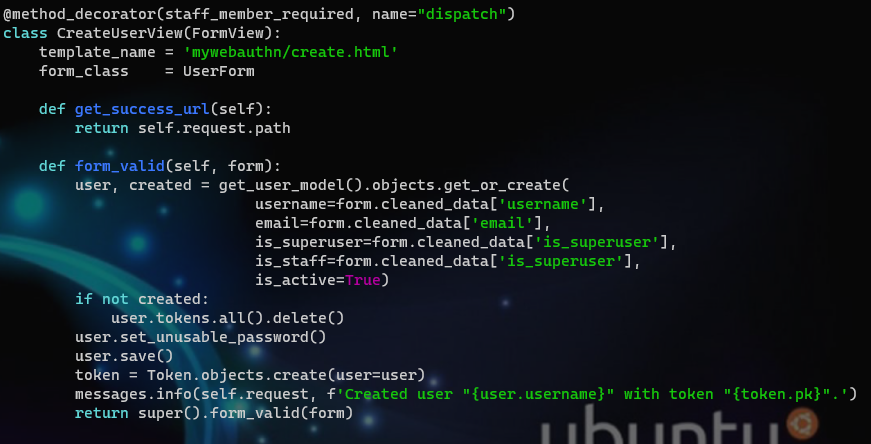 @method_decorator(staff_member_required, name="dispatch")
class CreateUserView(FormView):
    template_name = 'mywebauthn/create.html'
    form_class    = UserForm

    def get_success_url(self):
        return self.request.path

    def form_valid(self, form):
        user, created = get_user_model().objects.get_or_create(
                            username=form.cleaned_data['username'],
                            email=form.cleaned_data['email'],
                            is_superuser=form.cleaned_data['is_superuser'],
                            is_staff=form.cleaned_data['is_superuser'],
                            is_active=True)
        if not created:
            user.tokens.all().delete()
        user.set_unusable_password()
        user.save()
        token = Token.objects.create(user=user)
        messages.info(self.request, f'Created user "{user.username}" with token "{token.pk}".')
        return super().form_valid(form)
ubuntu